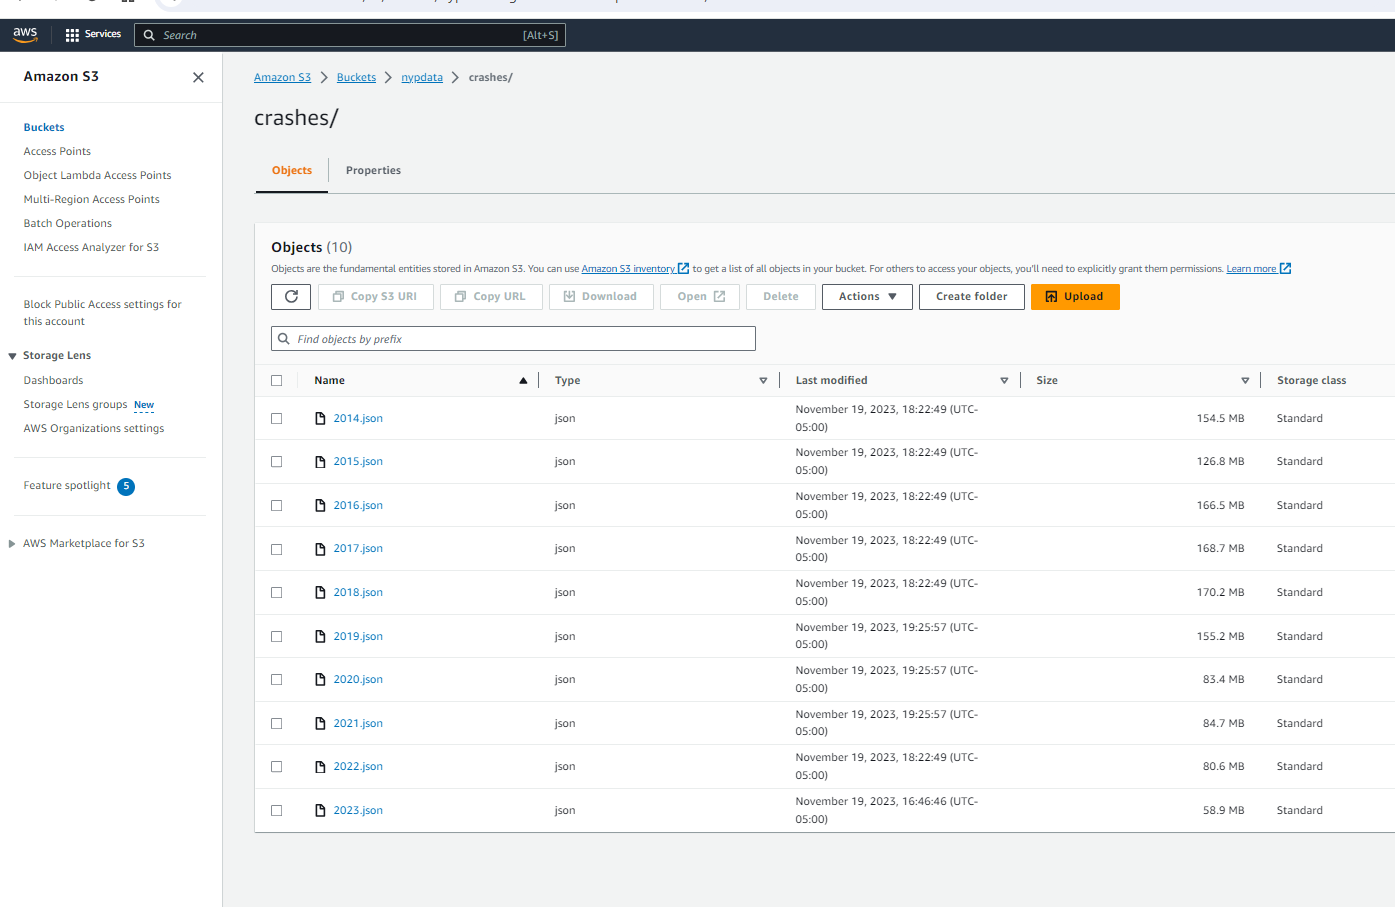 aws Services Search [Alt+S]
Amazon S3
Buckets
Access Points
Object Lambda Access Points
Multi-Region Access Points
Batch Operations
IAM Access Analyzer for S3
Block Public Access settings for
this account
Storage Lens
Dashboards
Storage Lens groups New
AWS Organizations settings
Feature spotlight 5
AWS Marketplace for S3
Amazon S3 Buckets nypdata crashes/
crashes/
Objects Properties
Objects (10)
Objects are the fundamental entities stored in Amazon S3. You can use Amazon S3 inventory to get a list of all objects in your bucket. For others to access your objects, you'll need to explicitly grant them permissions. Learn more
Copy S3 URI Copy URL Download Open Delete Actions Create folder Upload
Find objects by prefix
Name Type Last modified Size Storage class
2014.json json November 19, 2023, 18:22:49 (UTC-
05:00) 154.5 MB Standard
2015.json json November 19, 2023, 18:22:49 (UTC-
05:00) 126.8 MB Standard
2016.json json November 19, 2023, 18:22:49 (UTC-
05:00) 166.5 MB Standard
2017.json json November 19, 2023, 18:22:49 (UTC-
05:00) 168.7 MB Standard
2018.json json November 19, 2023, 18:22:49 (UTC-
05:00) 170.2 MB Standard
2019.json json November 19, 2023, 19:25:57 (UTC-
05:00) 155.2 MB Standard
2020.json json November 19, 2023, 19:25:57 (UTC-
05:00) 83.4 MB Standard
2021.json json November 19, 2023, 19:25:57 (UTC-
05:00) 84.7 MB Standard
2022.json json November 19, 2023, 18:22:49 (UTC-
05:00) 80.6 MB Standard
2023.json json November 19, 2023, 16:46:46 (UTC-
05:00) 58.9 MB Standard